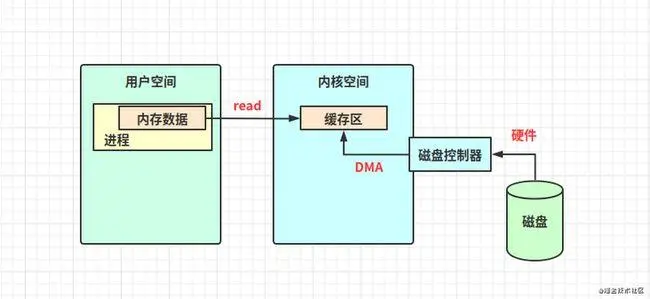 用户空间
内核空间
内存数据
read
缓存区
进程
硬件
磁盘控制器
DMA
磁盘
@稀土掘金技术社区